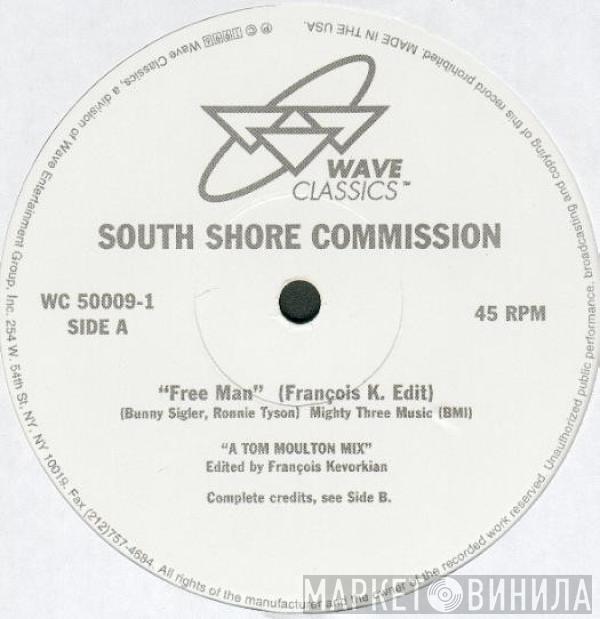 WAVE
CLASSICS™
SOUTH SHORE COMMISSION
WC 50009-1
SIDE A
45 RPM
"Free Man" (François K. Edit)
(Bunny Sigler, Ronnie Tyson) Mighty Three Music (BMI)
"A TOM MOULTON MIX"
Edited by François Kevorkian
Complete credits, see Side B.
℗ © Wave Classics, a division of Wave Entertainment Group, Inc. 254 W. 54th St, NY, NY 10019. Fax (212)757-4684. All rights of the manufacturer and the owner of the recorded work reserved. Unauthorized public performance, broadcasting and copying of this record prohibited. MADE IN THE USA.
МАРКЕТ ВИНИЛА